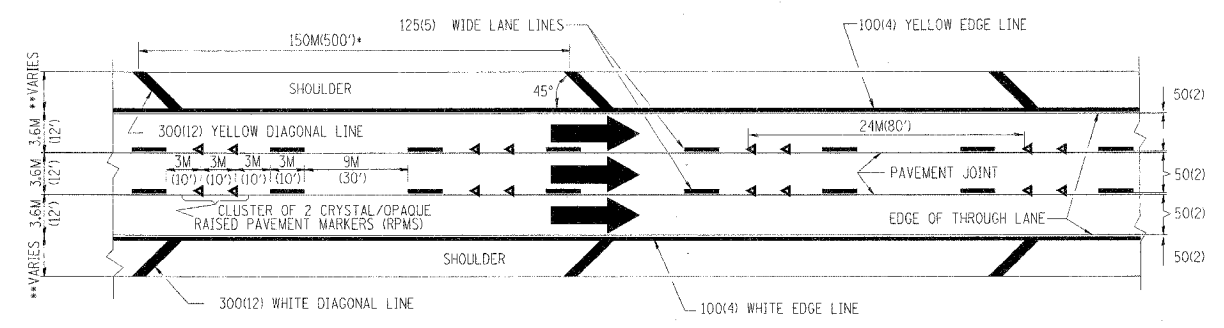 125(5) WIDE LANE LINES
100(4) YELLOW EDGE LINE
150M(500')*
**VARIES
SHOULDER
45°
50(2)
3.6M
(12')
300(12) YELLOW DIAGONAL LINE
24M(80')
3M
(10')
3M
(10')
3M
(10')
3M
(10')
9M
(30')
3.6M
(12')
PAVEMENT JOINT
50(2)
CLUSTER OF 2 CRYSTAL/OPAQUE
RAISED PAVEMENT MARKERS (RPMS)
3.6M
(12')
EDGE OF THROUGH LANE
50(2)
**VARIES
SHOULDER
50(2)
300(12) WHITE DIAGONAL LINE
100(4) WHITE EDGE LINE